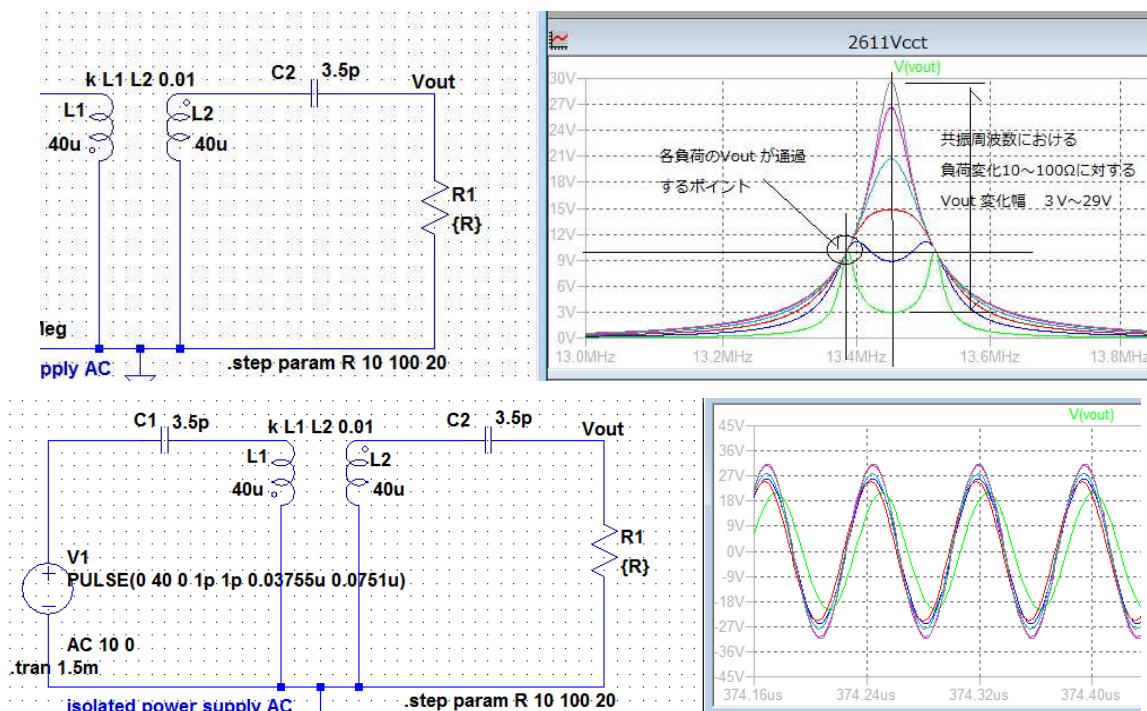 k L1 L2 0.01
C2
3.5p
Vout
L1
40u
L2
40u
R1
{R}
pply AC
.step param R 10 100 20
2611Vcct
V(vout)
30V
27V
24V
21V
18V
15V
12V
9V
6V
3V
0V
13.0MHz
13.2MHz
13.4MHz
13.6MHz
13.8MHz
各負荷のVout が通過
するポイント
共振周波数における
負荷変化10～100Ωに対する
Vout 変化幅 3V～29V
C1
3.5p
k L1 L2 0.01
C2
3.5p
Vout
L1
40u
L2
40u
R1
{R}
V1
PULSE(0 40 0 1p 1p 0.03755u 0.0751u)
AC 10 0
.tran 1.5m
isolated power supply AC
.step param R 10 100 20
V(vout)
45V
36V
27V
18V
9V
0V
-9V
-18V
-27V
-36V
-45V
374.16us
374.24us
374.32us
374.40us